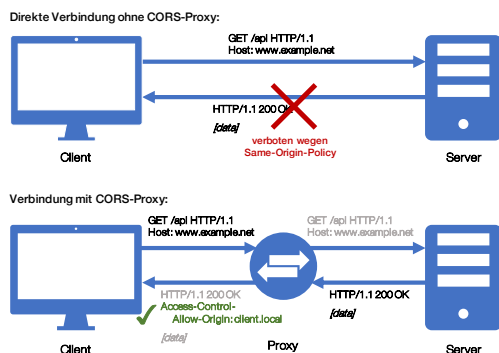 Direkte Verbindung ohne CORS-Proxy:
GET /api HTTP/1.1
Host: www.example.net
HTTP/1.1 200 OK
[data]
verboten wegen
Same-Origin-Policy
Client
Server
Verbindung mit CORS-Proxy:
GET /api HTTP/1.1
Host: www.example.net
GET /api HTTP/1.1
Host: www.example.net
HTTP/1.1 200 OK
Access-Control-
Allow-Origin: client.local
[data]
HTTP/1.1 200 OK
[data]
Client
Proxy
Server